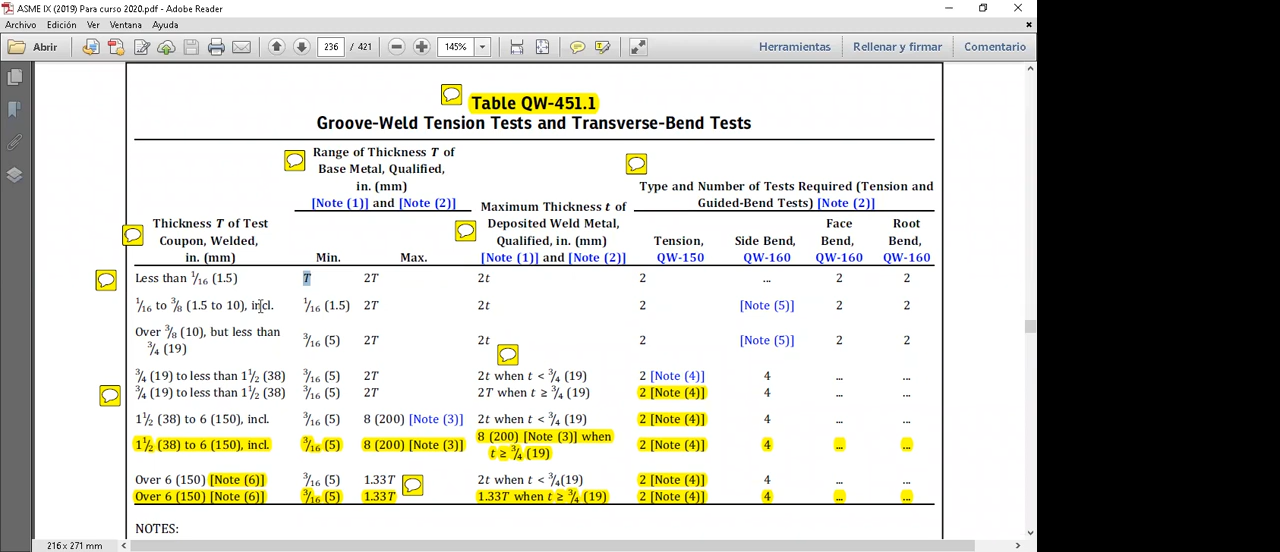 ASME IX (2019) Para curso 2020.pdf - Adobe Reader
Archivo Edición Ver Ventana Ayuda
Abrir 236 / 421 145% Herramientas Rellenar y firmar Comentario
Table QW-451.1
Groove-Weld Tension Tests and Transverse-Bend Tests
Range of Thickness T of
Base Metal, Qualified,
in. (mm)
[Note (1)] and [Note (2)]
Type and Number of Tests Required (Tension and
Guided-Bend Tests) [Note (2)]
Thickness T of Test
Coupon, Welded,
in. (mm)
Min. Max.
Maximum Thickness t of
Deposited Weld Metal,
Qualified, in. (mm)
[Note (1)] and [Note (2)]
Tension,
QW-150
Side Bend,
QW-160
Face
Bend,
QW-160
Root
Bend,
QW-160
Less than 1/16 (1.5) T 2T 2t 2 ... 2 2
1/16 to 3/8 (1.5 to 10), incl. 1/16 (1.5) 2T 2t 2 [Note (5)] 2 2
Over 3/8 (10), but less than
3/4 (19) 3/16 (5) 2T 2t 2 [Note (5)] 2 2
3/4 (19) to less than 1 1/2 (38) 3/16 (5) 2T 2t when t < 3/4 (19) 2 [Note (4)] 4 ... ...
3/4 (19) to less than 1 1/2 (38) 3/16 (5) 2T 2T when t ≥ 3/4 (19) 2 [Note (4)] 4 ... ...
1 1/2 (38) to 6 (150), incl. 3/16 (5) 8 (200) [Note (3)] 2t when t < 3/4 (19) 2 [Note (4)] 4 ... ...
1 1/2 (38) to 6 (150), incl. 3/16 (5) 8 (200) [Note (3)] 8 (200) [Note (3)] when
t ≥ 3/4 (19) 2 [Note (4)] 4 ... ...
Over 6 (150) [Note (6)] 3/16 (5) 1.33T 2t when t < 3/4 (19) 2 [Note (4)] 4 ... ...
Over 6 (150) [Note (6)] 3/16 (5) 1.33T 1.33T when t ≥ 3/4 (19) 2 [Note (4)] 4 ... ...
NOTES:
216 x 271 mm